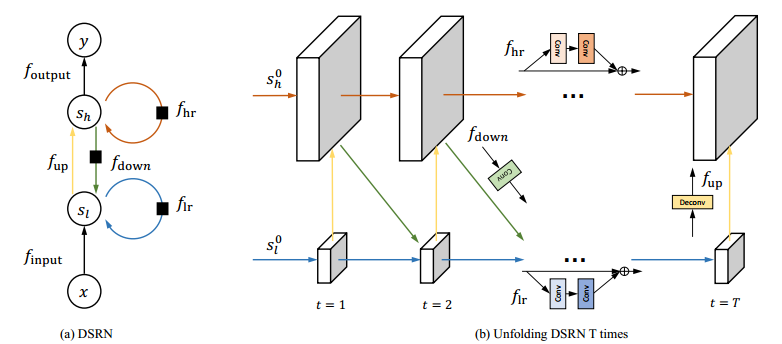 y
f_output
s_h
f_hr
f_up
f_down
s_l
f_lr
f_input
x
(a) DSRN
s_h^0
f_hr
Conv
Conv
...
f_down
Conv
f_up
Deconv
s_l^0
...
f_lr
Conv
Conv
t = 1
t = 2
t = T
(b) Unfolding DSRN T times